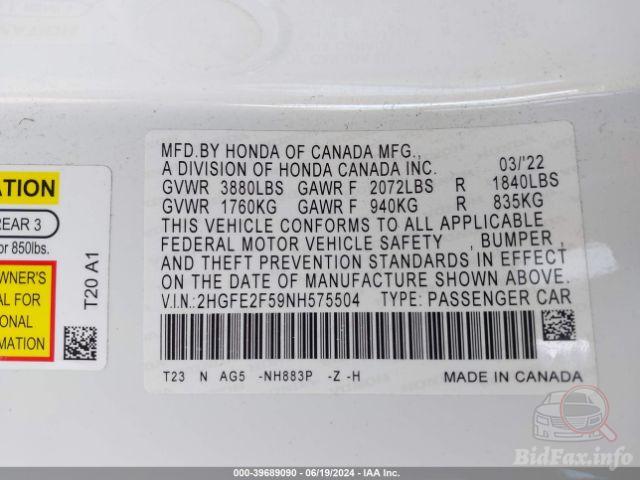 MFD.BY HONDA OF CANADA MFG.,
A DIVISION OF HONDA CANADA INC. 03/'22
GVWR 3880LBS GAWR F 2072LBS R 1840LBS
GVWR 1760KG GAWR F 940KG R 835KG
THIS VEHICLE CONFORMS TO ALL APPLICABLE
FEDERAL MOTOR VEHICLE SAFETY , BUMPER ,
AND THEFT PREVENTION STANDARDS IN EFFECT
ON THE DATE OF MANUFACTURE SHOWN ABOVE.
V.I.N.:2HGFE2F59NH575504 TYPE: PASSENGER CAR
T23 N AG5 -NH883P -Z -H MADE IN CANADA
ATION
REAR 3
or 850lbs.
OWNER'S
AL FOR
IONAL
MATION
T20 A1
BidFax.info
000-39689090 - 06/19/2024 - IAA Inc.